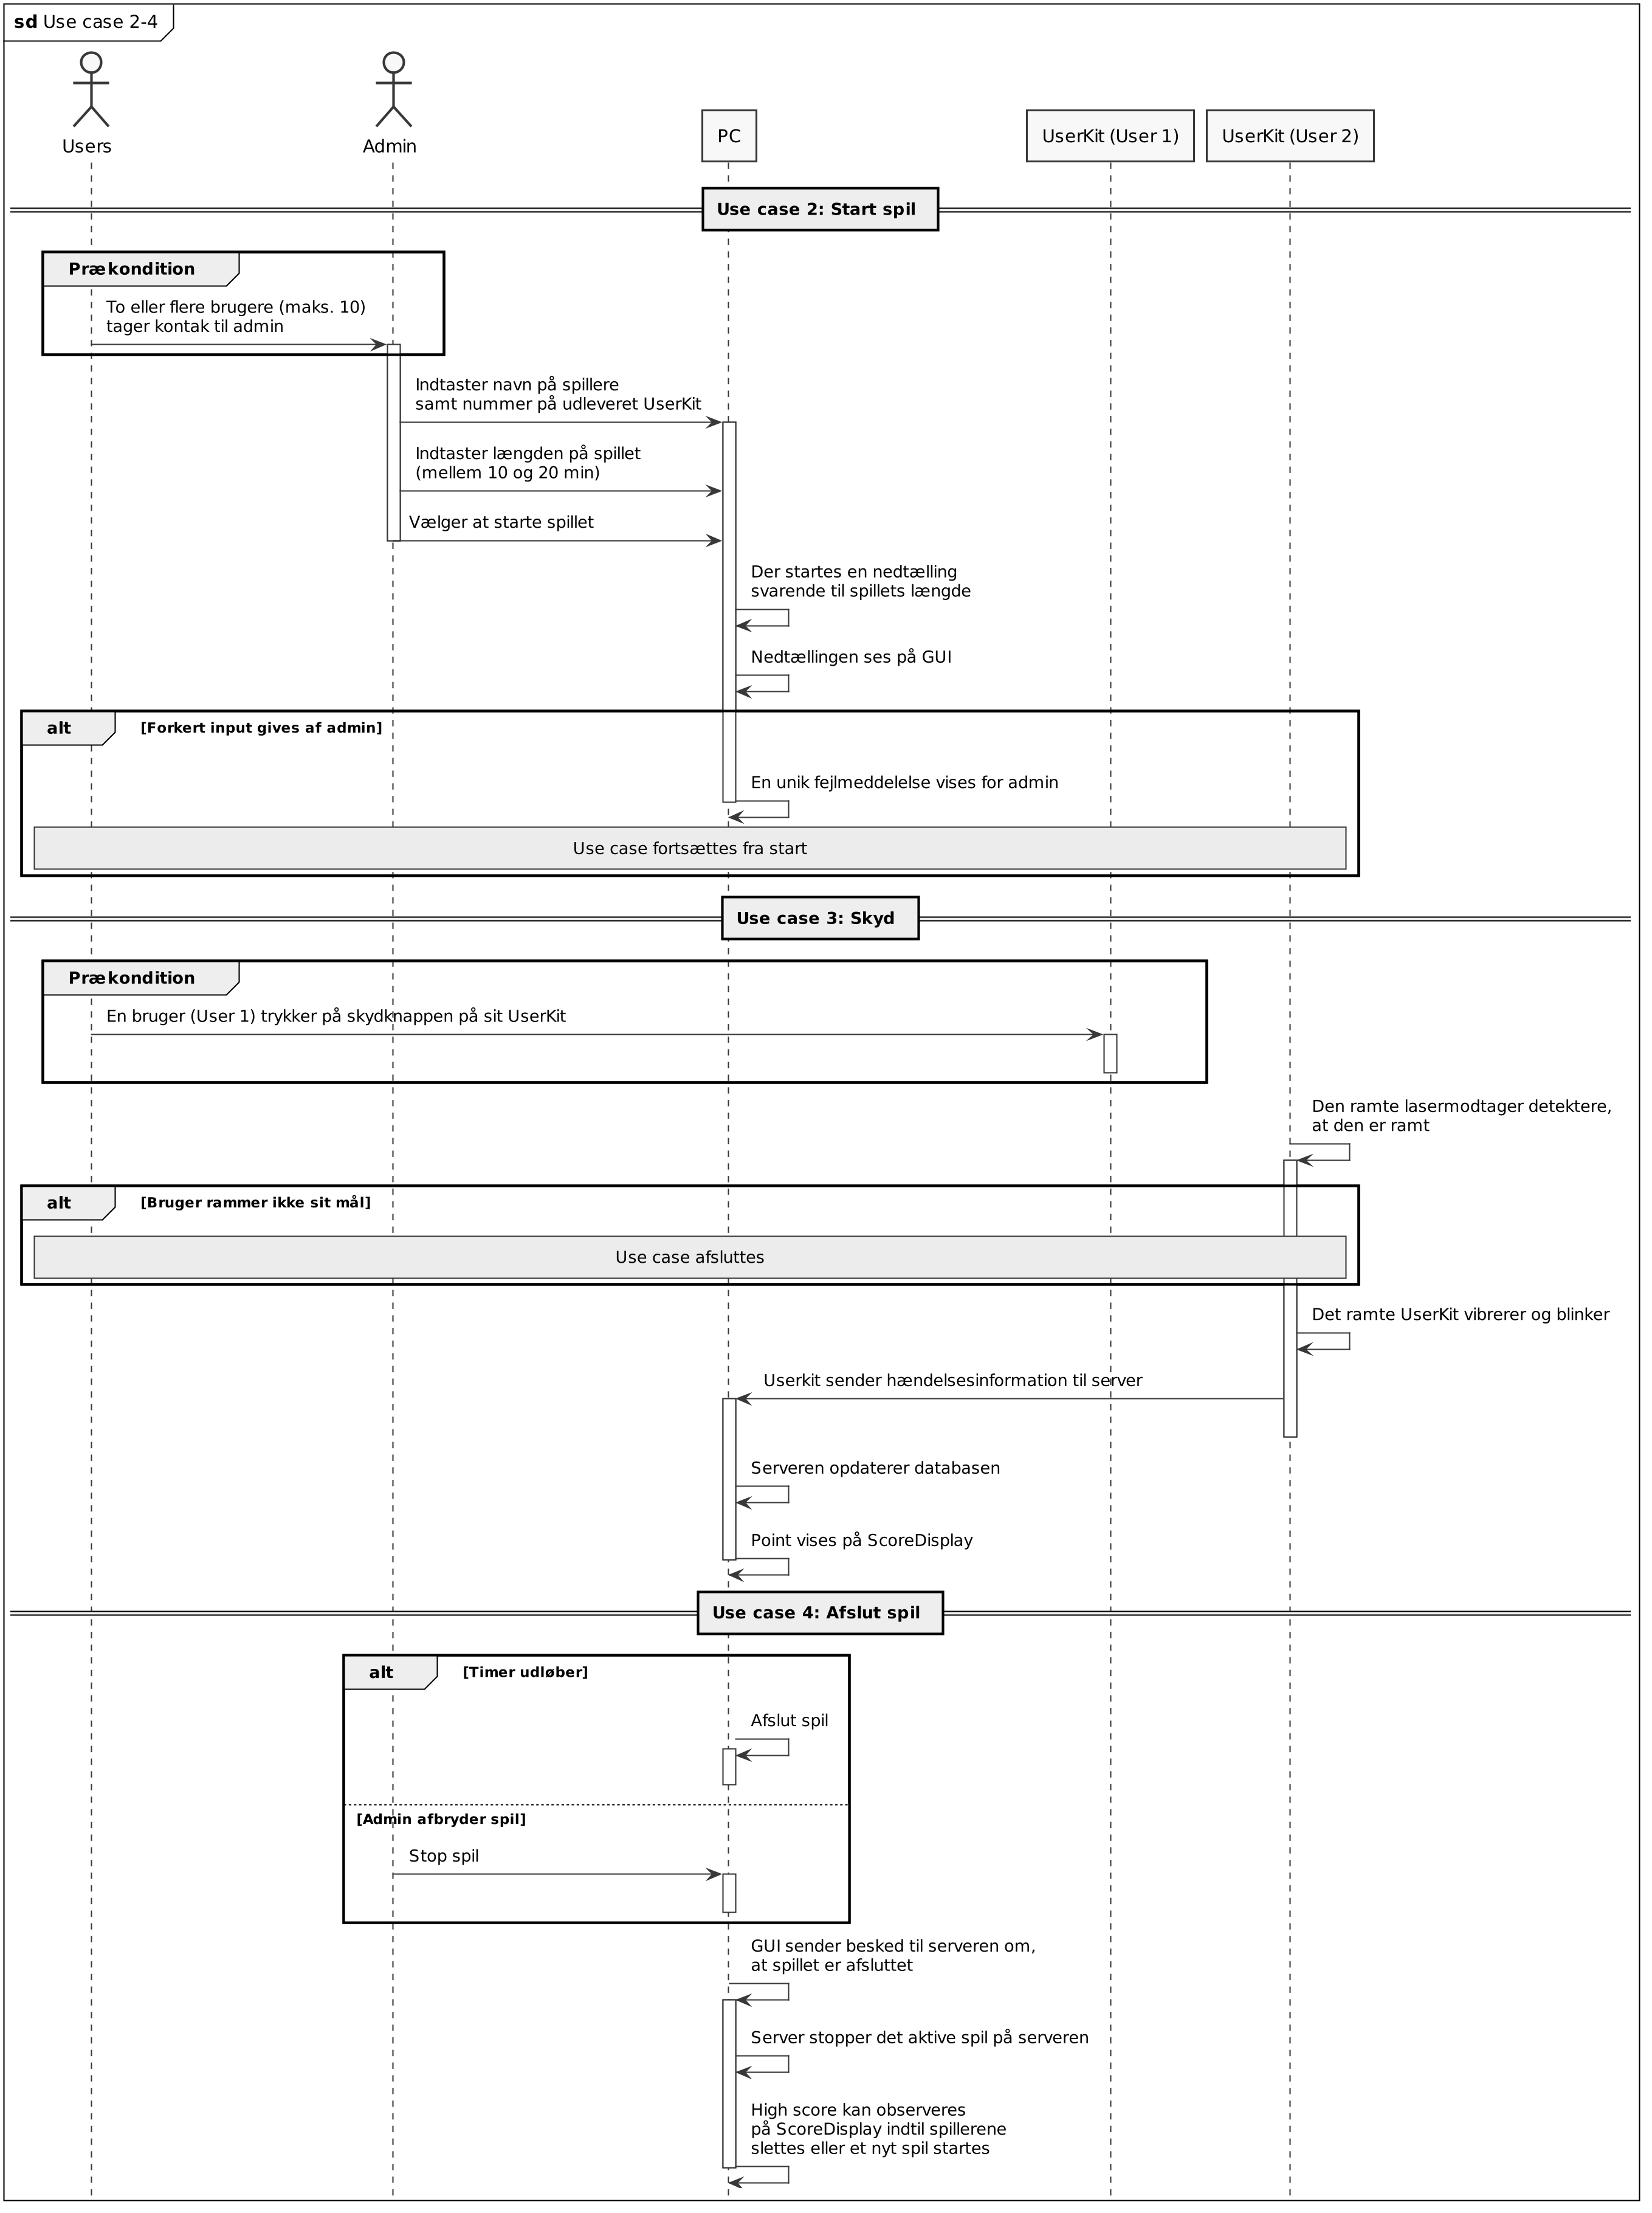 sd Use case 2-4
Users
Admin
PC
UserKit (User 1)
UserKit (User 2)
Use case 2: Start spil
Prækondition
To eller flere brugere (maks. 10)
tager kontakt til admin
Indtaster navn på spillere
samt nummer på udleveret UserKit
Indtaster længden på spillet
(mellem 10 og 20 min)
Vælger at starte spillet
Der startes en nedtælling
svarende til spillets længde
Nedtællingen ses på GUI
alt [Forkert input gives af admin]
En unik fejlmeddelelse vises for admin
Use case fortsættes fra start
Use case 3: Skyd
Prækondition
En bruger (User 1) trykker på skydknappen på sit UserKit
Den ramte lasermodtager detektere,
at den er ramt
alt [Bruger rammer ikke sit mål]
Use case afsluttes
Det ramte UserKit vibrerer og blinker
Userkit sender hændelsesinformation til server
Serveren opdaterer databasen
Point vises på ScoreDisplay
Use case 4: Afslut spil
alt [Timer udløber]
Afslut spil
[Admin afbryder spil]
Stop spil
GUI sender besked til serveren om,
at spillet er afsluttet
Server stopper det aktive spil på serveren
High score kan observeres
på ScoreDisplay indtil spillerene
slettes eller et nyt spil startes